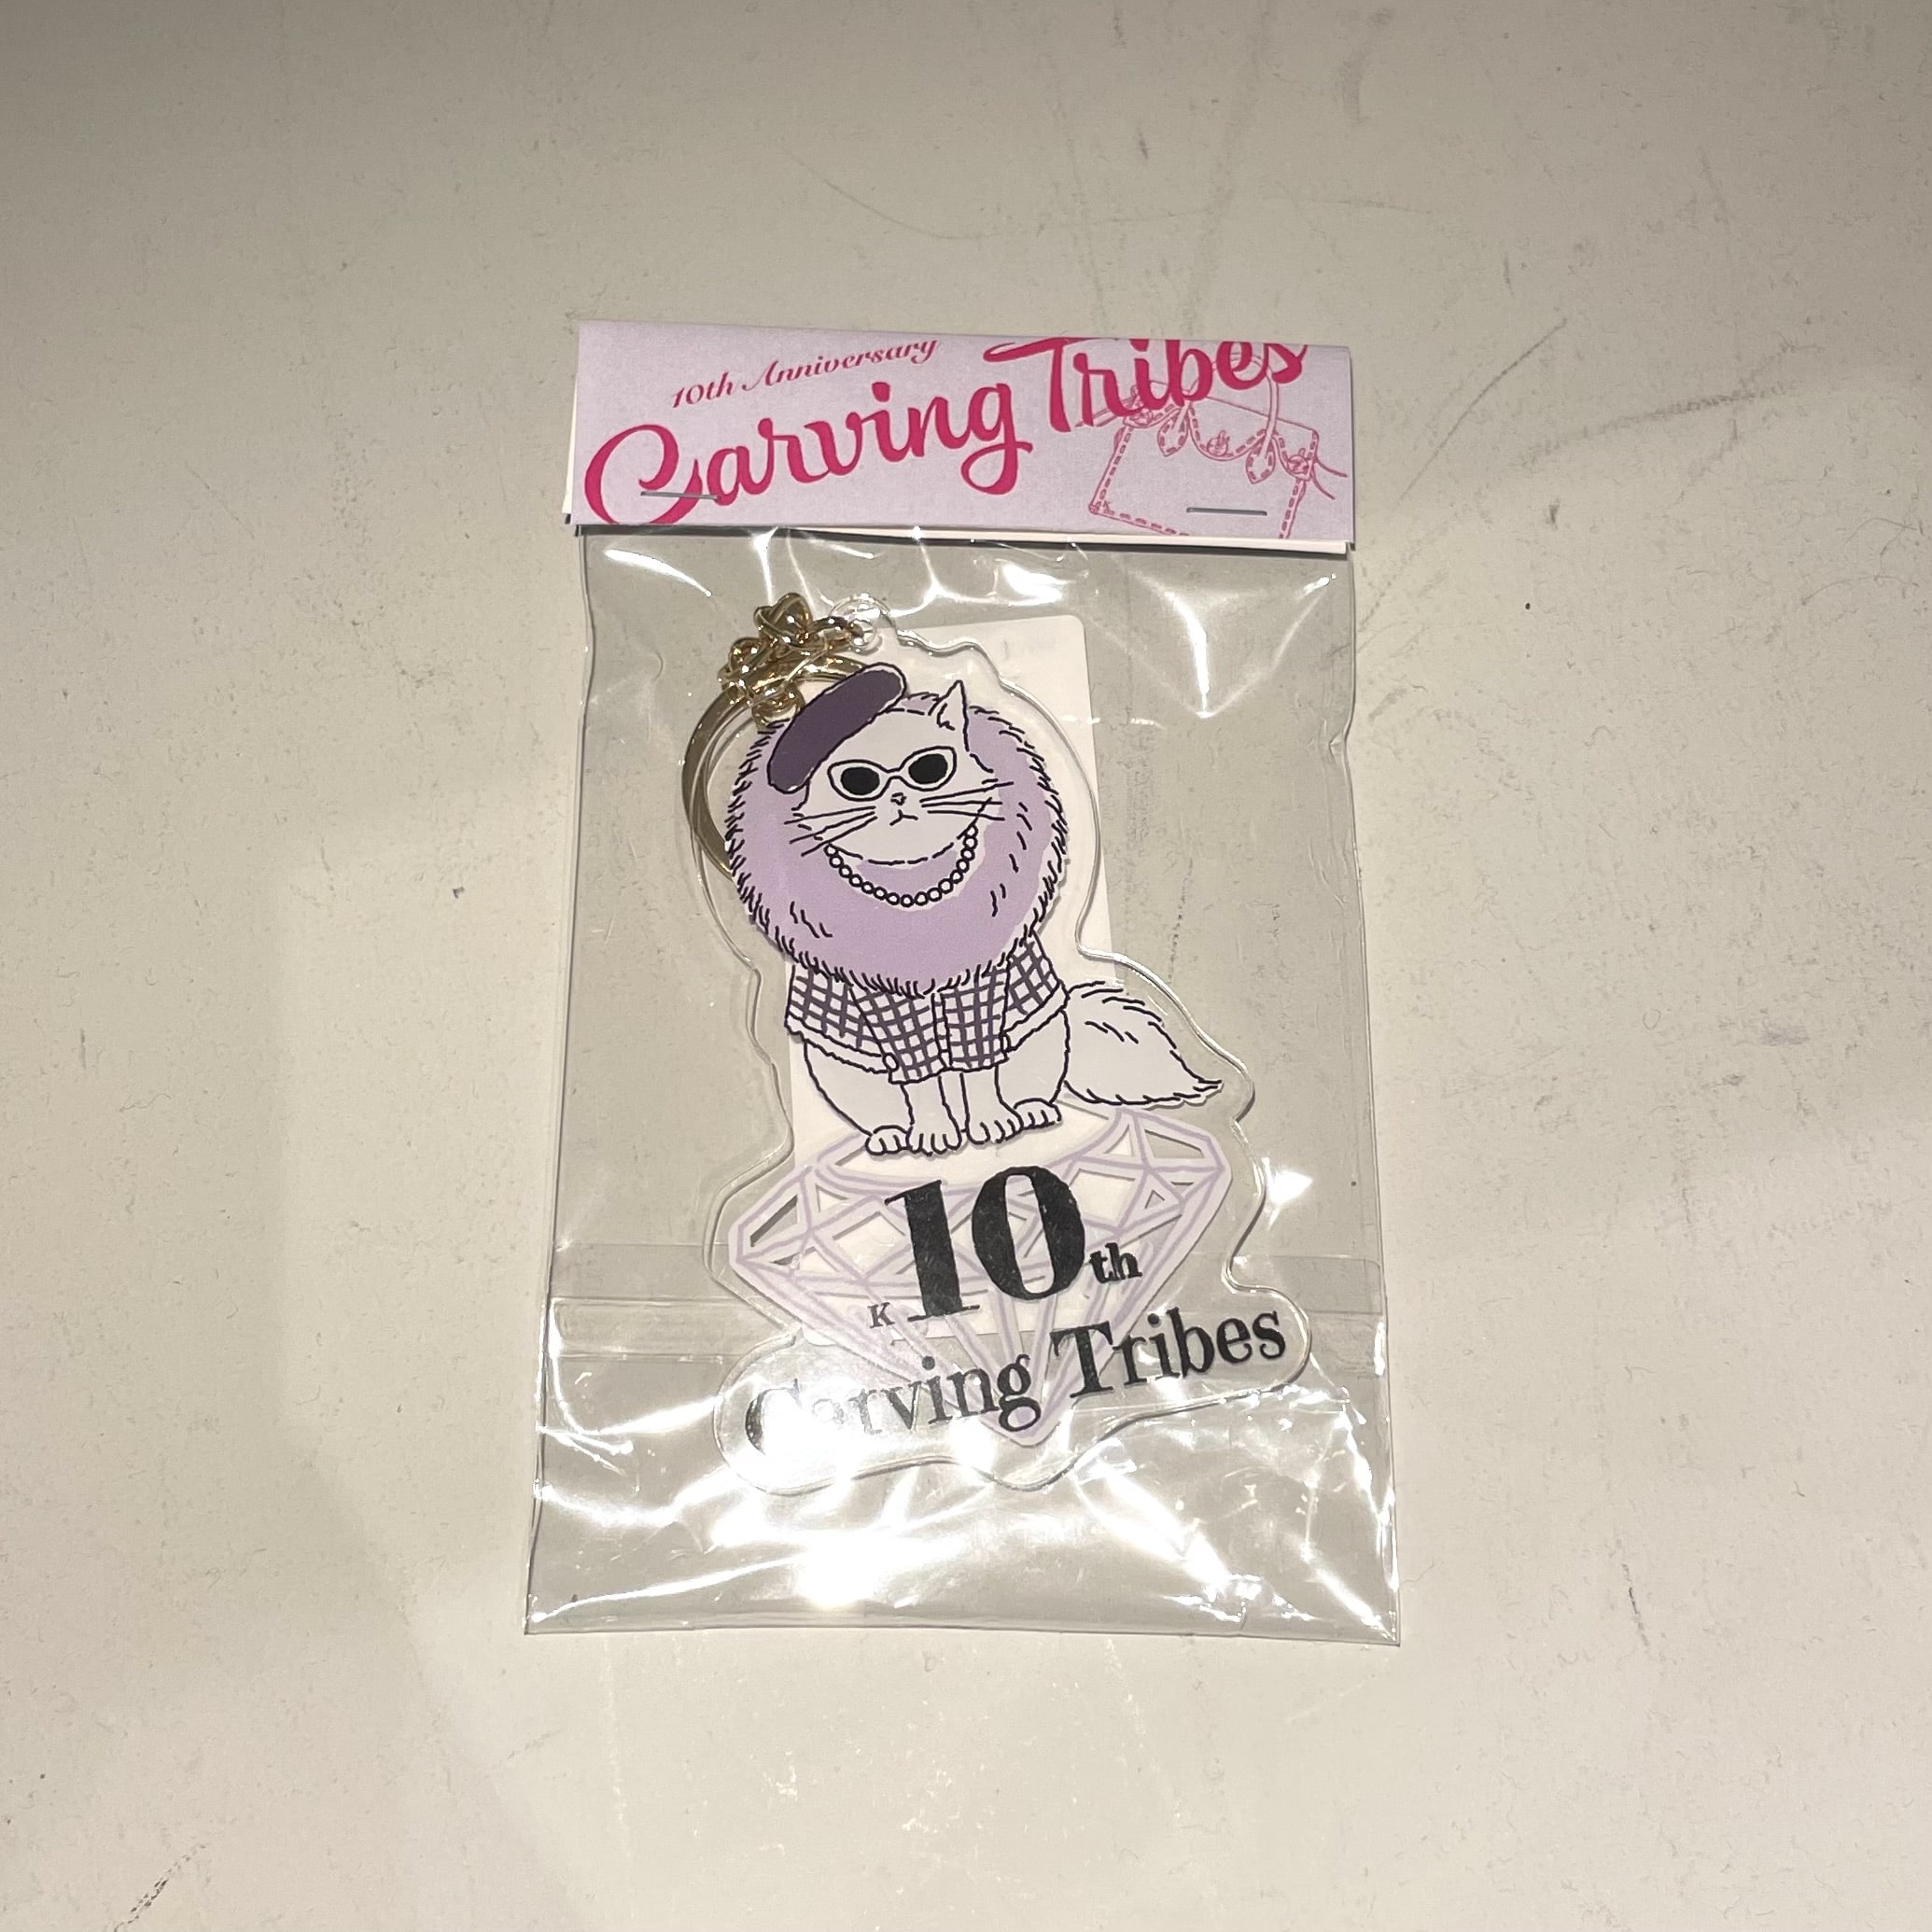 10th Anniversary
Carving Tribes
10th
K
Carving Tribes